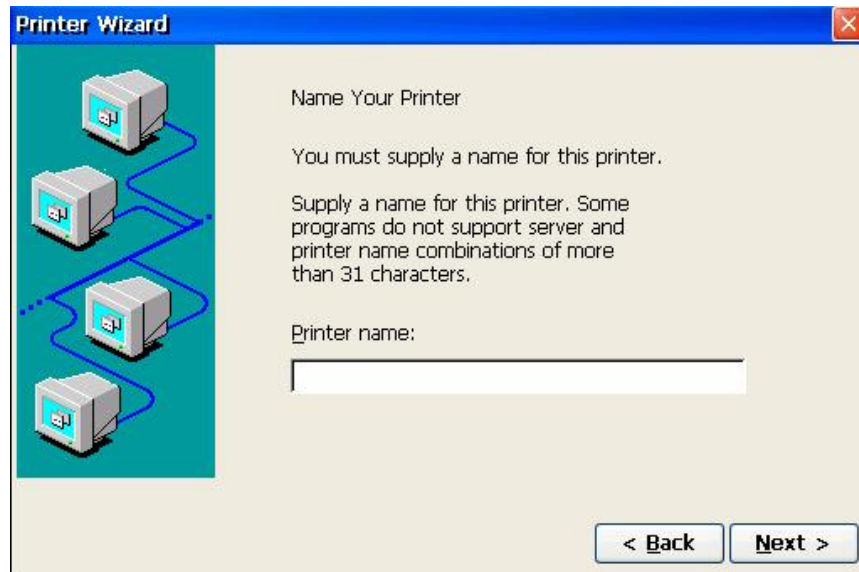 Printer Wizard
Name Your Printer
You must supply a name for this printer.
Supply a name for this printer. Some
programs do not support server and
printer name combinations of more
than 31 characters.
Printer name:
< Back
Next >